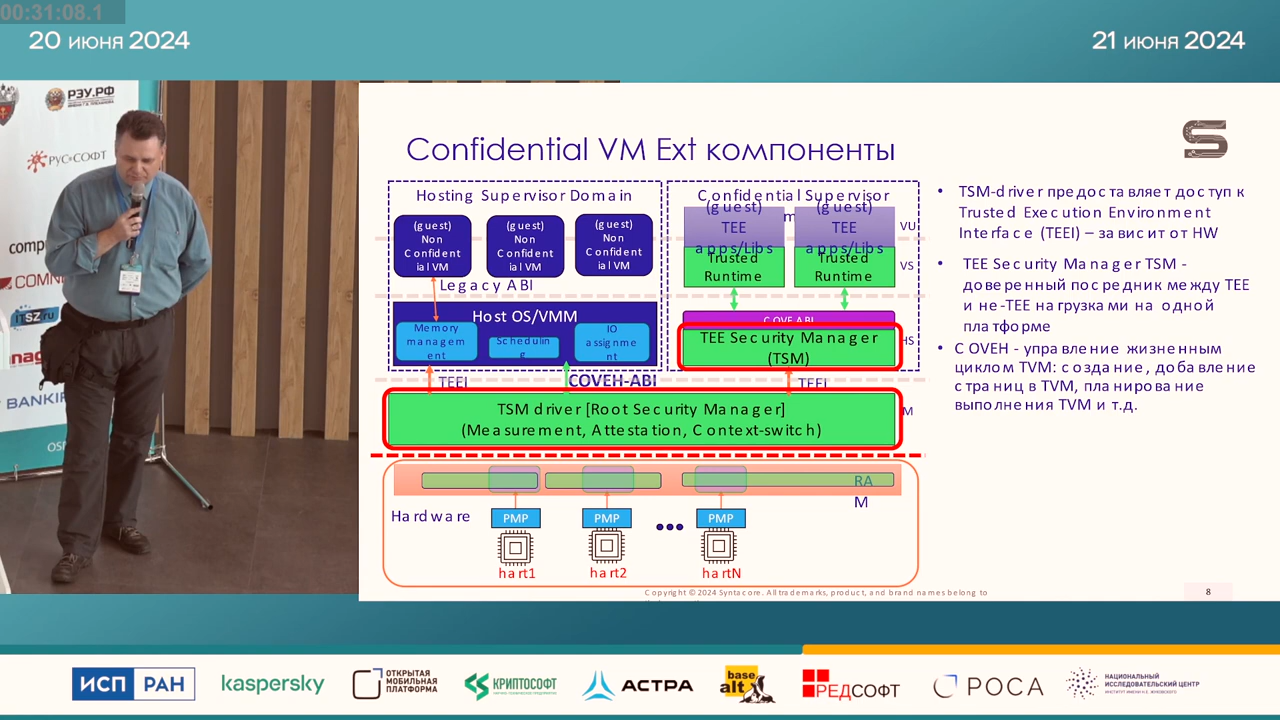 00:31:08.1
20 июня 2024
21 июня 2024
РЭУ.РФ
РУССОФТ
ITSZ.ru
BANKIR
Confidential VM Ext компоненты
Hosting Supervisor Domain
Confidential Supervisor
(guest)
Non
Confident
ial VM
(guest)
Non
Confident
ial VM
(guest)
Non
Confident
ial VM
(guest)
TEE
apps/Libs
(guest)
TEE
apps/Libs
VU
Trusted
Runtime
Trusted
Runtime
VS
Legacy ABI
Host OS/VMM
Memory
managem
ent
Schedulin
g
IO
assignme
nt
COVE ABI
TEE Security Manager
(TSM)
HS
TEEI
COVEH-ABI
TEEI
TSM driver [Root Security Manager]
(Measurement, Attestation, Context-switch)
M
RA
M
Hardware
PMP
PMP
PMP
hart1
hart2
hartN
• TSM-driver предоставляет доступ к
Trusted Execution Environment
Interface (TEEI) – зависит от HW
• TEE Security Manager TSM -
доверенный посредник между TEE
и не-TEE нагрузками на одной
платформе
• COVEH - управление жизненным
циклом TVM: создание, добавление
страниц в TVM, планирование
выполнения TVM и т.д.
Copyright © 2024 Syntacore. All trademarks, product, and brand names belong to
8
ИСП РАН
kaspersky
ОТКРЫТАЯ
МОБИЛЬНАЯ
ПЛАТФОРМА
КРИПТОСОФТ
АСТРА
base
alt
РЕДСОФТ
РОСА
НАЦИОНАЛЬНЫЙ
ИССЛЕДОВАТЕЛЬСКИЙ ЦЕНТР
ИНСТИТУТ ИМЕНИ Н.Е. ЖУКОВСКОГО